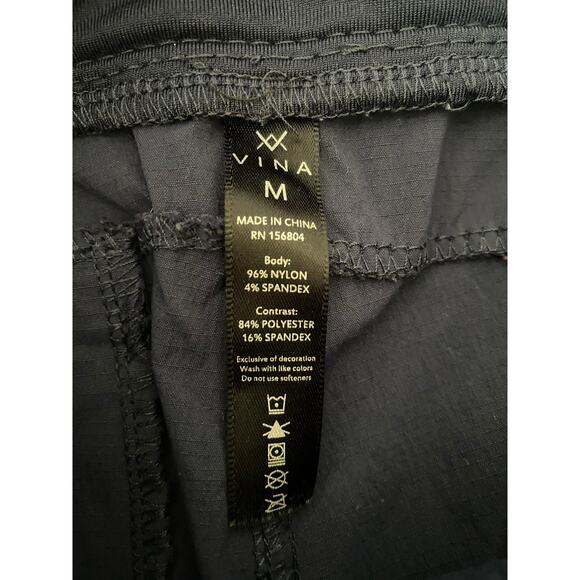 VINA
M
MADE IN CHINA
RN 156804
Body:
96% NYLON
4% SPANDEX
Contrast:
84% POLYESTER
16% SPANDEX
Exclusive of decoration
Wash with like colors
Do not use softeners